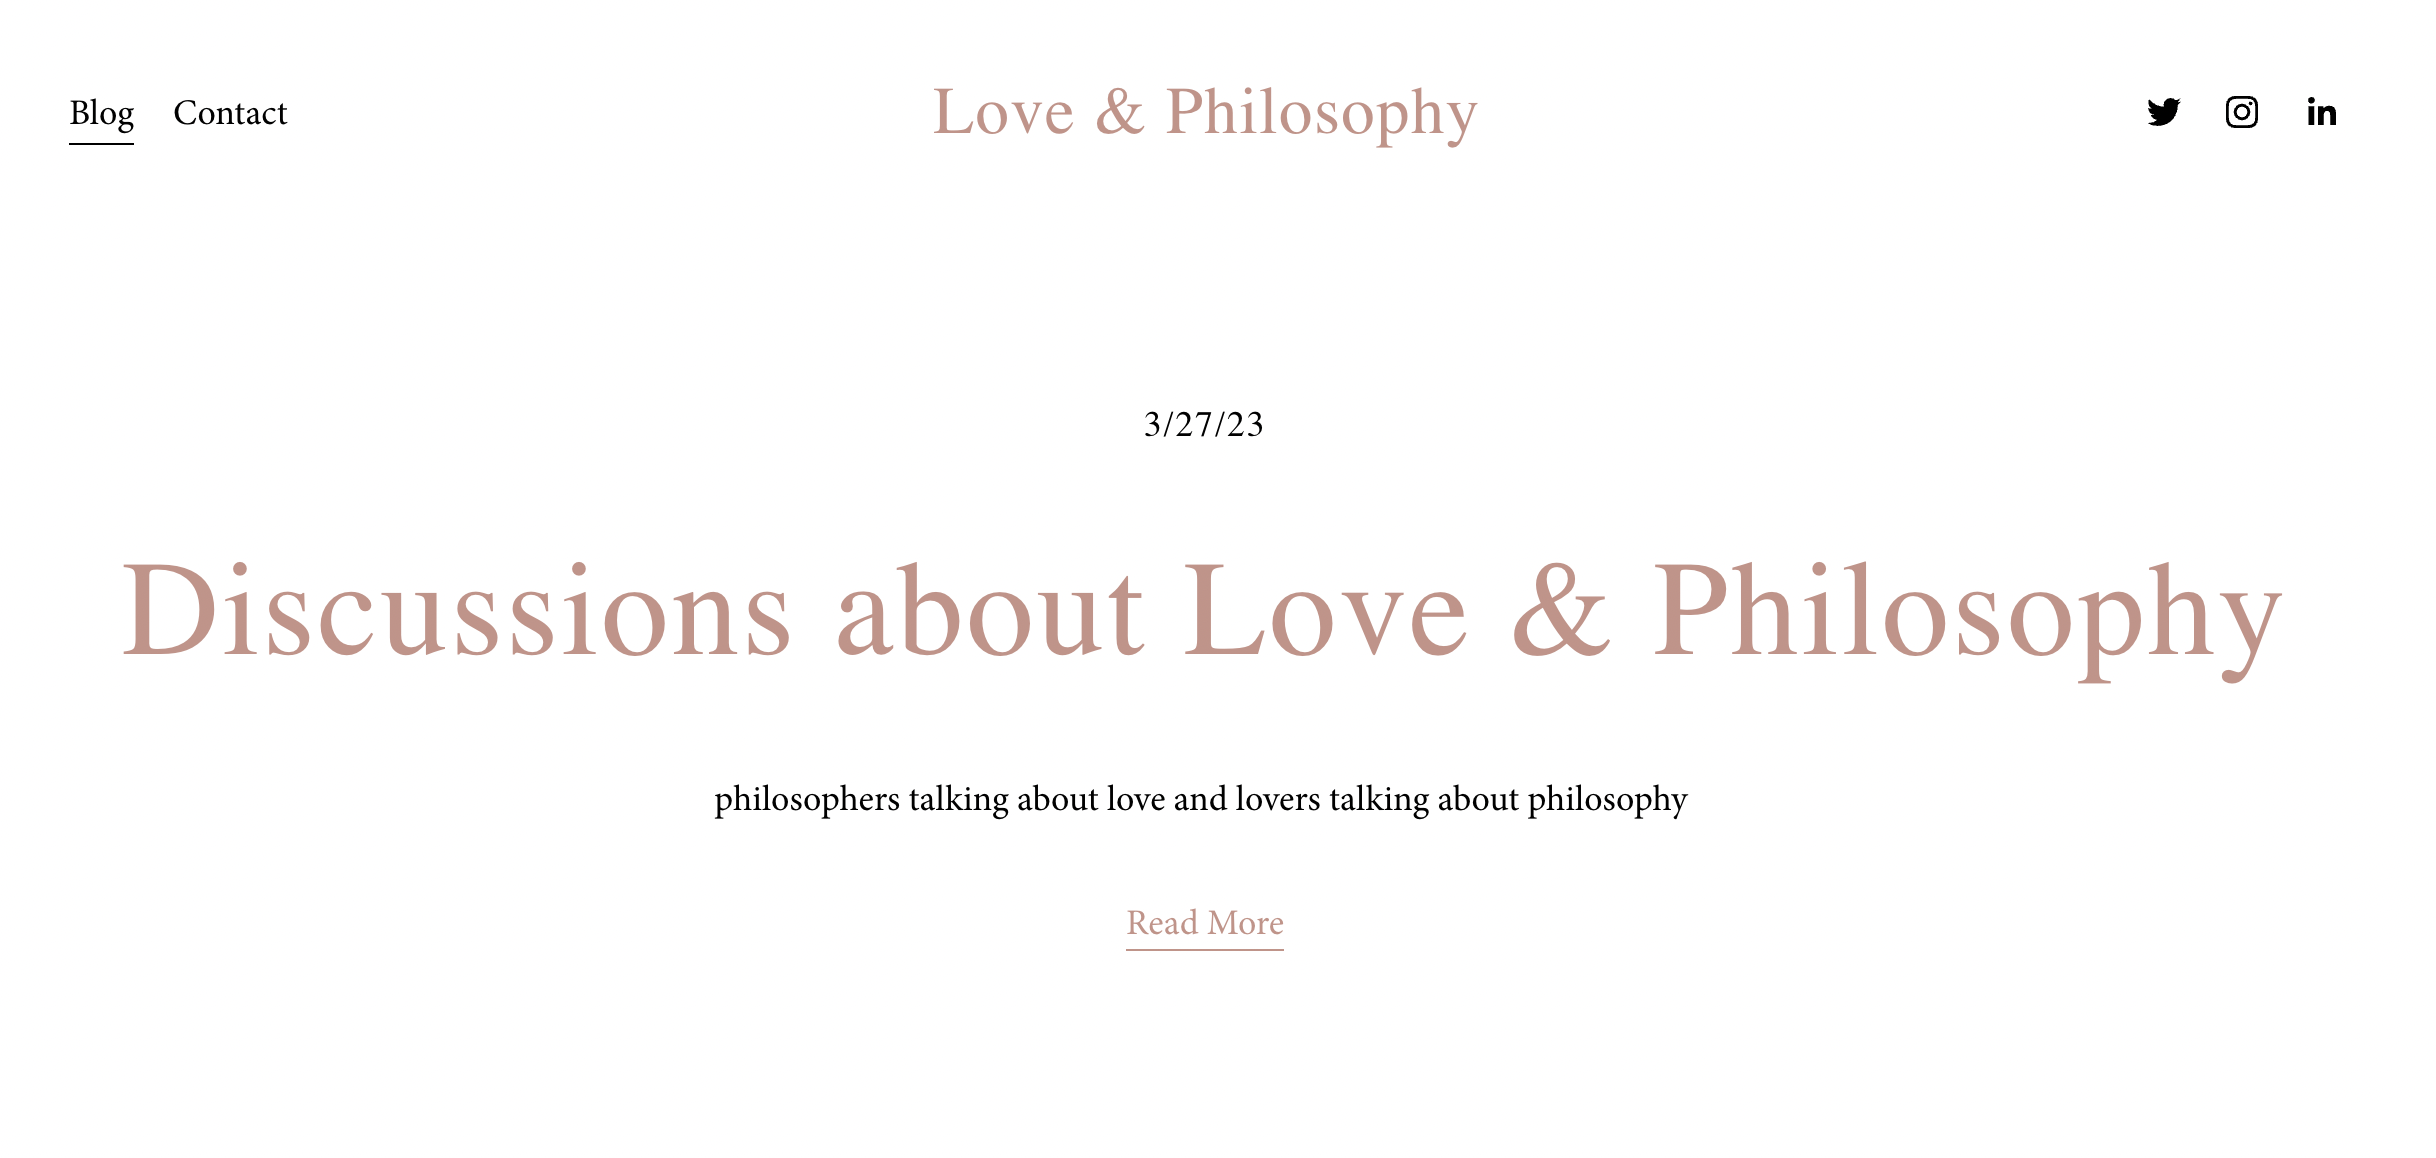 Blog Contact Love & Philosophy
3/27/23
Discussions about Love & Philosophy
philosophers talking about love and lovers talking about philosophy
Read More